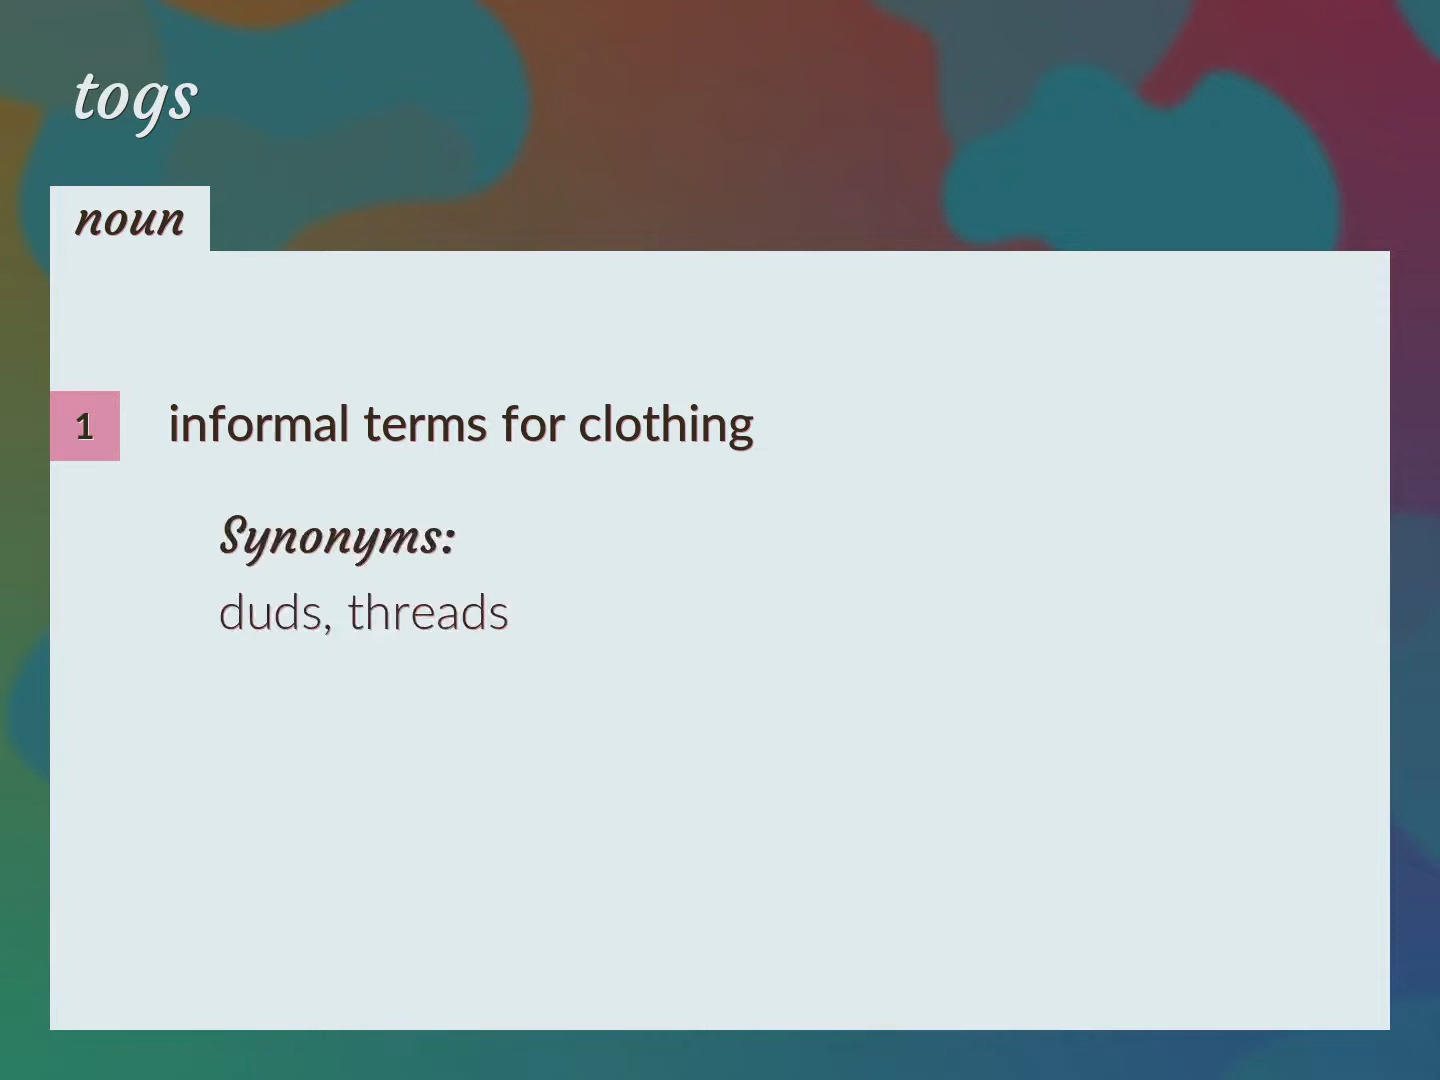 togs
noun
1 informal terms for clothing
Synonyms:
duds, threads